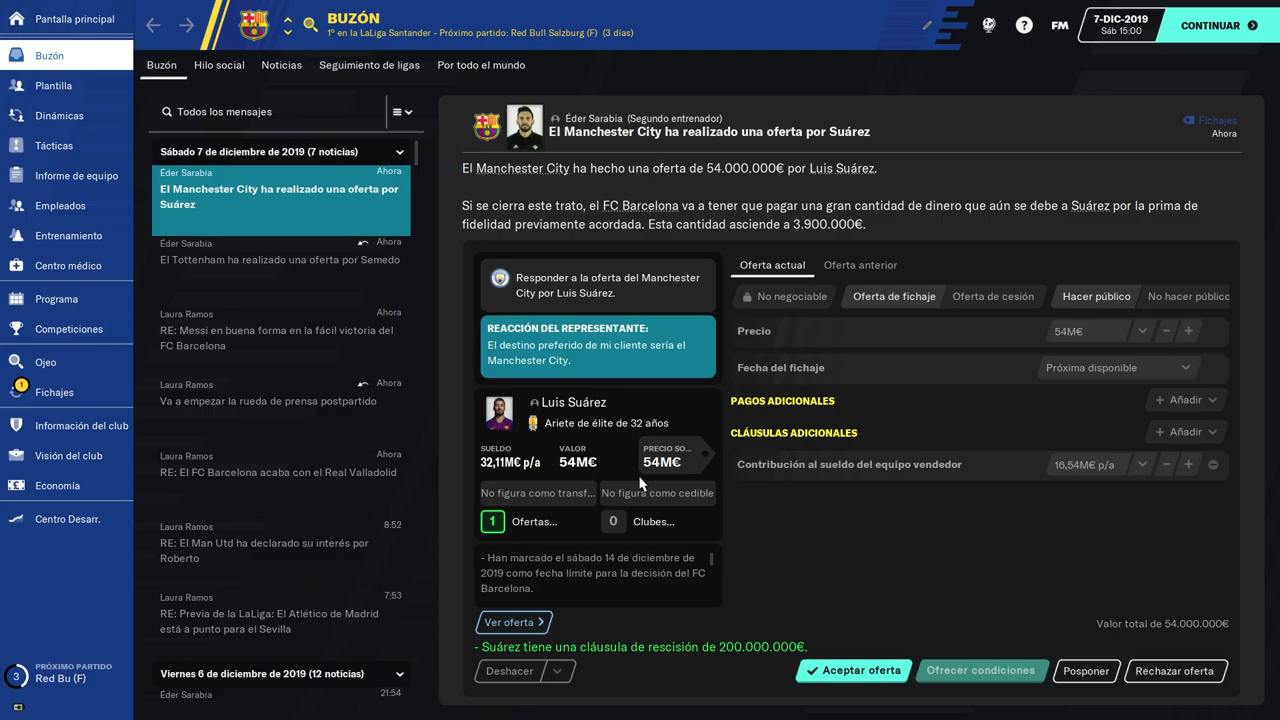 Pantalla principal
Buzón
Plantilla
Dinámicas
Tácticas
Informe de equipo
Empleados
Entrenamiento
Centro médico
Programa
Competiciones
Ojeo
1
Fichajes
Información del club
Visión del club
Economía
Centro Desarr.
3
PRÓXIMO PARTIDO
Red Bu (F)
BUZÓN
1º en la LaLiga Santander - Próximo partido: Red Bull Salzburg (F) (3 días)
FM
7-DIC-2019
Sáb 15:00
CONTINUAR
Buzón
Hilo social
Noticias
Seguimiento de ligas
Por todo el mundo
Todos los mensajes
Sábado 7 de diciembre de 2019 (7 noticias)
Éder Sarabia
Ahora
El Manchester City ha realizado una oferta por
Suárez
Éder Sarabia
Ahora
El Tottenham ha realizado una oferta por Semedo
Laura Ramos
Ahora
RE: Messi en buena forma en la fácil victoria del
FC Barcelona
Laura Ramos
Ahora
Va a empezar la rueda de prensa postpartido
Laura Ramos
Ahora
RE: El FC Barcelona acaba con el Real Valladolid
Laura Ramos
8:52
RE: El Man Utd ha declarado su interés por
Roberto
Laura Ramos
7:53
RE: Previa de la LaLiga: El Atlético de Madrid
está a punto para el Sevilla
Viernes 6 de diciembre de 2019 (12 noticias)
Éder Sarabia
21:54
Éder Sarabia (Segundo entrenador)
El Manchester City ha realizado una oferta por Suárez
Fichajes
Ahora
El Manchester City ha hecho una oferta de 54.000.000€ por Luis Suárez.
Si se cierra este trato, el FC Barcelona va a tener que pagar una gran cantidad de dinero que aún se debe a Suárez por la prima de
fidelidad previamente acordada. Esta cantidad asciende a 3.900.000€.
Responder a la oferta del Manchester
City por Luis Suárez.
REACCIÓN DEL REPRESENTANTE:
El destino preferido de mi cliente sería el
Manchester City.
Luis Suárez
Ariete de élite de 32 años
SUELDO
VALOR
PRECIO SO...
32,11M€ p/a
54M€
54M€
No figura como transf...
No figura como cedible
1
Ofertas...
0
Clubes...
- Han marcado el sábado 14 de diciembre de
2019 como fecha límite para la decisión del FC
Barcelona.
Ver oferta
- Suárez tiene una cláusula de rescisión de 200.000.000€.
Deshacer
Oferta actual
Oferta anterior
No negociable
Oferta de fichaje
Oferta de cesión
Hacer público
No hacer público
Precio
54M€
Fecha del fichaje
Próxima disponible
PAGOS ADICIONALES
Añadir
CLÁUSULAS ADICIONALES
Añadir
Contribución al sueldo del equipo vendedor
16,54M€ p/a
Valor total de 54.000.000€
Aceptar oferta
Ofrecer condiciones
Posponer
Rechazar oferta